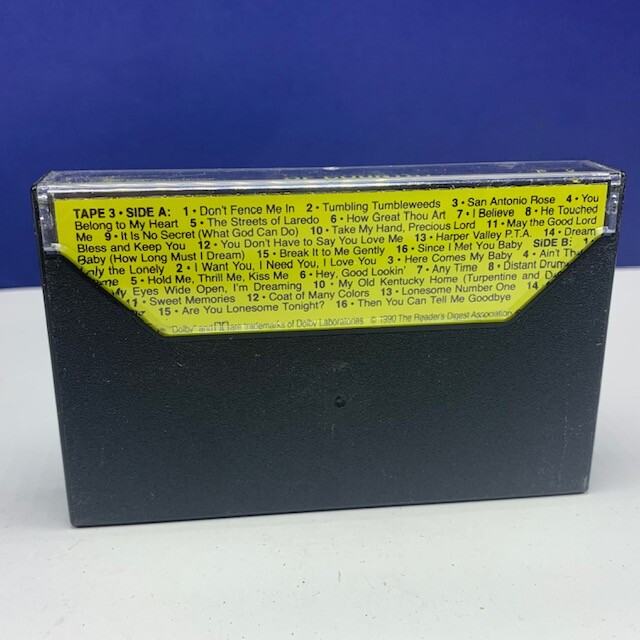 TAPE 3 • SIDE A: 1 • Don't Fence Me In 2 • Tumbling Tumbleweeds 3 • San Antonio Rose 4 • You
Belong to My Heart 5 • The Streets of Laredo 6 • How Great Thou Art 7 • I Believe 8 • He Touched
Me 9 • It Is No Secret (What God Can Do) 10 • Take My Hand, Precious Lord 11 • May the Good Lord
Bless and Keep You 12 • You Don't Have to Say You Love Me 13 • Harper Valley P.T.A. 14 • Dream
Baby (How Long Must I Dream) 15 • Break It to Me Gently 16 • Since I Met You Baby SIDE B: 1
the Lonely 2 • I Want You, I Need You, I Love You 3 • Here Comes My Baby 4 • Ain't Th
5 • Hold Me, Thrill Me, Kiss Me 6 • Hey, Good Lookin' 7 • Any Time 8 • Distant Drum
My Eyes Wide Open, I'm Dreaming 10 • My Old Kentucky Home (Turpentine and D
11 • Sweet Memories 12 • Coat of Many Colors 13 • Lonesome Number One 14
15 • Are You Lonesome Tonight? 16 • Then You Can Tell Me Goodbye
"Dolby" and are trademarks of Dolby Laboratories. © 1990 The Reader's Digest Association